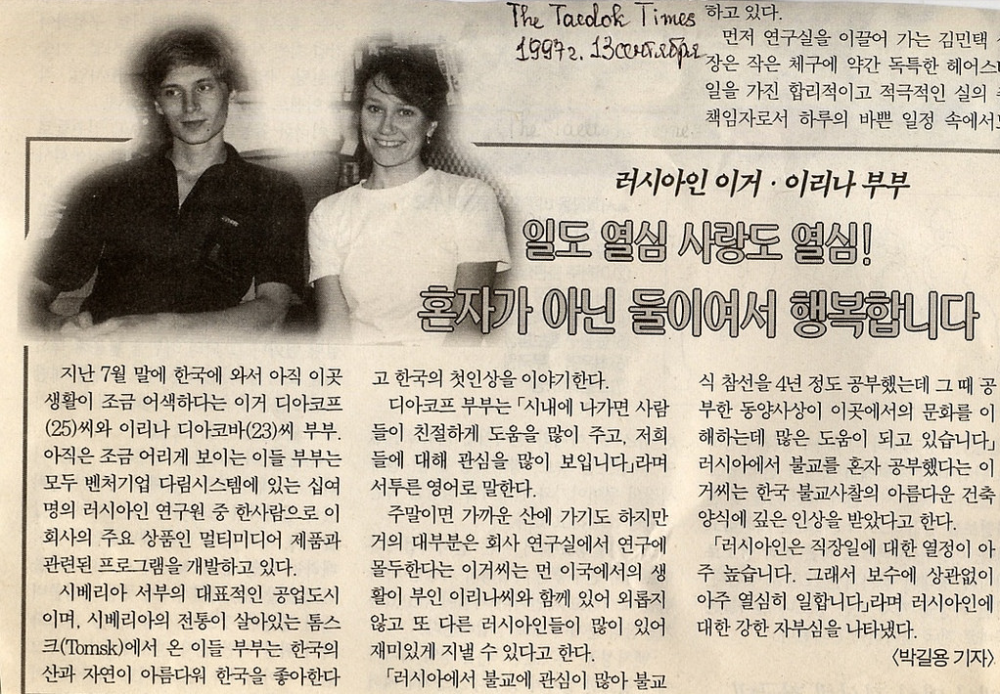 The Taedok Times
1997г. 13 сентября
하고 있다.
먼저 연구실을 이끌어 가는 김민택
장은 작은 체구에 약간 독특한 헤어스
일을 가진 합리적이고 적극적인 실의
책임자로서 하루의 바쁜 일정 속에서
러시아인 이거 · 이리나 부부
일도 열심 사랑도 열심!
혼자가 아닌 둘이여서 행복합니다
지난 7월 말에 한국에 와서 아직 이곳
생활이 조금 어색하다는 이거 디아코프
(25)씨와 이리나 디아코바(23)씨 부부.
아직은 조금 어리게 보이는 이들 부부는
모두 벤처기업 다림시스템에 있는 십여
명의 러시아인 연구원 중 한사람으로 이
회사의 주요 상품인 멀티미디어 제품과
관련된 프로그램을 개발하고 있다.
시베리아 서부의 대표적인 공업도시
이며, 시베리아의 전통이 살아있는 톰스
크(Tomsk)에서 온 이들 부부는 한국의
산과 자연이 아름다워 한국을 좋아한다
고 한국의 첫인상을 이야기한다.
디아코프 부부는 「시내에 나가면 사람
들이 친절하게 도움을 많이 주고, 저희
들에 대해 관심을 많이 보입니다」라며
서투른 영어로 말한다.
주말이면 가까운 산에 가기도 하지만
거의 대부분은 회사 연구실에서 연구에
몰두한다는 이거씨는 먼 이국에서의 생
활이 부인 이리나씨와 함께 있어 외롭지
않고 또 다른 러시아인들이 많이 있어
재미있게 지낼 수 있다고 한다.
「러시아에서 불교에 관심이 많아 불교
식 참선을 4년 정도 공부했는데 그 때 공
부한 동양사상이 이곳에서의 문화를 이
해하는데 많은 도움이 되고 있습니다」
러시아에서 불교를 혼자 공부했다는 이
거씨는 한국 불교사찰의 아름다운 건축
양식에 깊은 인상을 받았다고 한다.
「러시아인은 직장일에 대한 열정이 아
주 높습니다. 그래서 보수에 상관없이
아주 열심히 일합니다」라며 러시아인에
대한 강한 자부심을 나타냈다.
〈박길용 기자〉